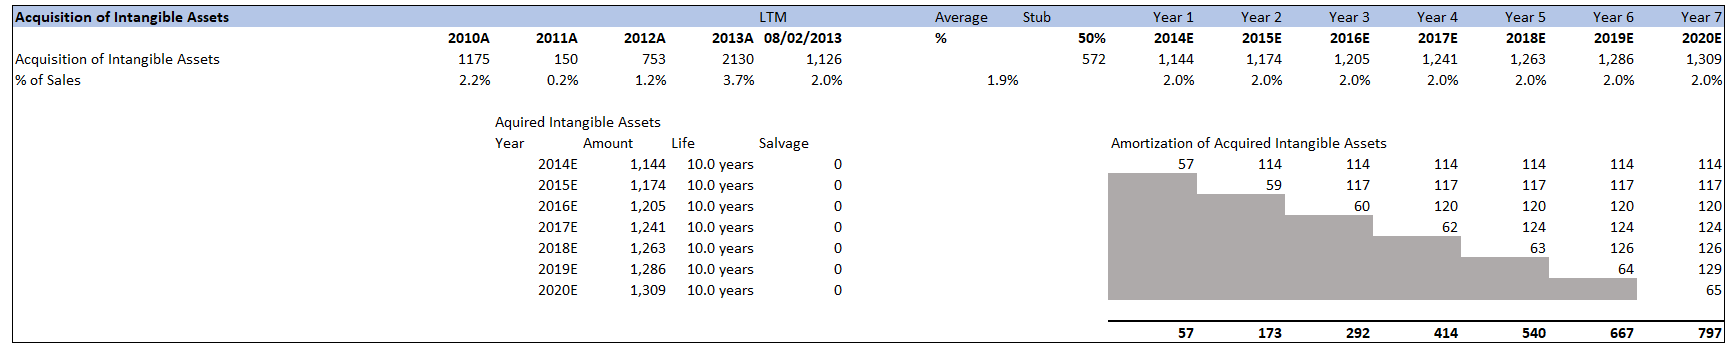 Acquisition of Intangible Assets LTM Average Stub Year 1 Year 2 Year 3 Year 4 Year 5 Year 6 Year 7
2010A 2011A 2012A 2013A 08/02/2013 % 50% 2014E 2015E 2016E 2017E 2018E 2019E 2020E
Acquisition of Intangible Assets 1175 150 753 2130 1,126 572 1,144 1,174 1,205 1,241 1,263 1,286 1,309
% of Sales 2.2% 0.2% 1.2% 3.7% 2.0% 1.9% 2.0% 2.0% 2.0% 2.0% 2.0% 2.0% 2.0%
Aquired Intangible Assets
Year Amount Life Salvage Amortization of Acquired Intangible Assets
2014E 1,144 10.0 years 0 57 114 114 114 114 114 114
2015E 1,174 10.0 years 0 59 117 117 117 117 117
2016E 1,205 10.0 years 0 60 120 120 120 120
2017E 1,241 10.0 years 0 62 124 124 124
2018E 1,263 10.0 years 0 63 126 126
2019E 1,286 10.0 years 0 64 129
2020E 1,309 10.0 years 0 65
57 173 292 414 540 667 797